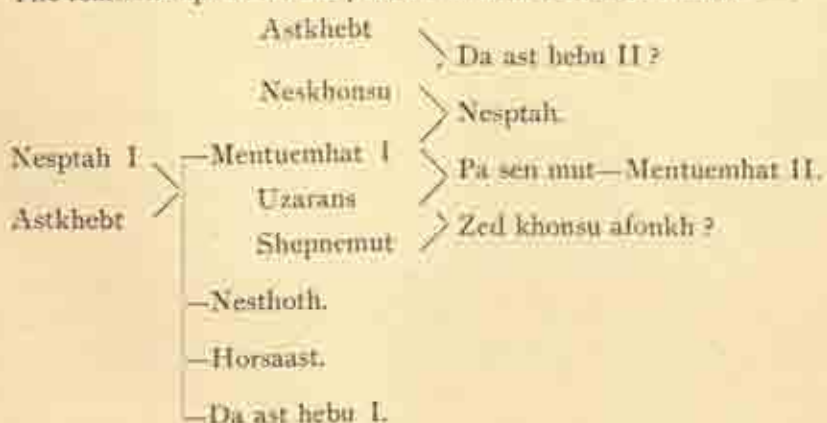 Astkhebt
Da ast hebu II ?
Neskhonsu
Nesptah.
Nesptah I
—Mentuemhat I
Pa sen mut—Mentuemhat II.
Astkhebt
Uzarans
Shepnemut
Zed khonsu afonkh ?
—Nesthoth.
—Horsaast.
—Da ast hebu I.